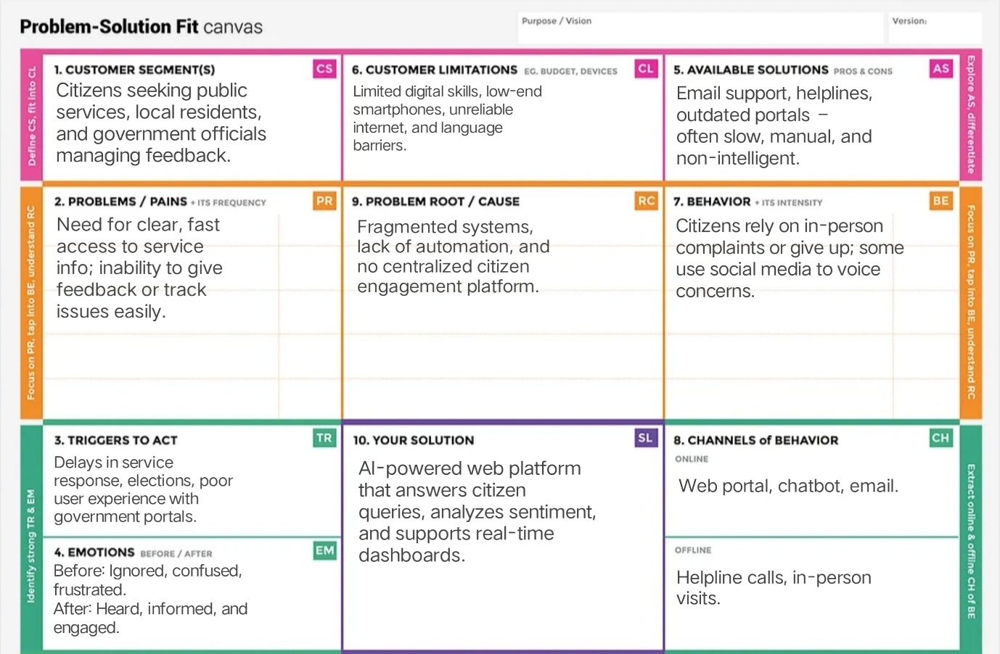 Problem-Solution Fit canvas
Purpose / Vision
Version:
Define CS, fit into CL
1. CUSTOMER SEGMENT(S)
CS
Citizens seeking public
services, local residents,
and government officials
managing feedback.
6. CUSTOMER LIMITATIONS EG. BUDGET, DEVICES
CL
Limited digital skills, low-end
smartphones, unreliable
internet, and language
barriers.
5. AVAILABLE SOLUTIONS PROS & CONS
AS
Email support, helplines,
outdated portals –
often slow, manual, and
non-intelligent.
Explore AS, differentiate
Focus on PR, tap into BE, understand RC
2. PROBLEMS / PAINS + ITS FREQUENCY
PR
Need for clear, fast
access to service
info; inability to give
feedback or track
issues easily.
9. PROBLEM ROOT / CAUSE
RC
Fragmented systems,
lack of automation, and
no centralized citizen
engagement platform.
7. BEHAVIOR + ITS INTENSITY
BE
Citizens rely on in-person
complaints or give up; some
use social media to voice
concerns.
Focus on PR, tap into BE, understand RC
Identify strong TR & EM
3. TRIGGERS TO ACT
TR
Delays in service
response, elections, poor
user experience with
government portals.
4. EMOTIONS BEFORE / AFTER
EM
Before: Ignored, confused,
frustrated.
After: Heard, informed, and
engaged.
10. YOUR SOLUTION
SL
AI-powered web platform
that answers citizen
queries, analyzes sentiment,
and supports real-time
dashboards.
8. CHANNELS of BEHAVIOR
CH
ONLINE
Web portal, chatbot, email.
OFFLINE
Helpline calls, in-person
visits.
Extract online & offline CH of BE